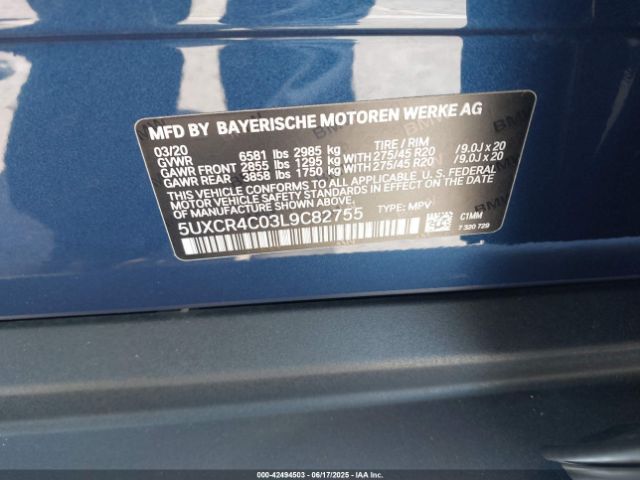 MFD BY BAYERISCHE MOTOREN WERKE AG
03/20 TIRE / RIM
GVWR 6581 lbs 2985 kg
GAWR FRONT 2855 lbs 1295 kg WITH 275/45 R20 / 9.0J x 20
GAWR REAR 3858 lbs 1750 kg WITH 275/45 R20 / 9.0J x 20
THIS VEHICLE CONFORMS TO ALL APPLICABLE U.S. FEDERAL
MOTOR VEHICLE SAFETY STANDARDS IN EFFECT ON
THE DATE OF MANUFACTURE SHOWN ABOVE.
5UXCR4C03L9C82755 TYPE: MPV
C1MM
7 320 729
000-42494503 - 06/17/2025 - IAA Inc.